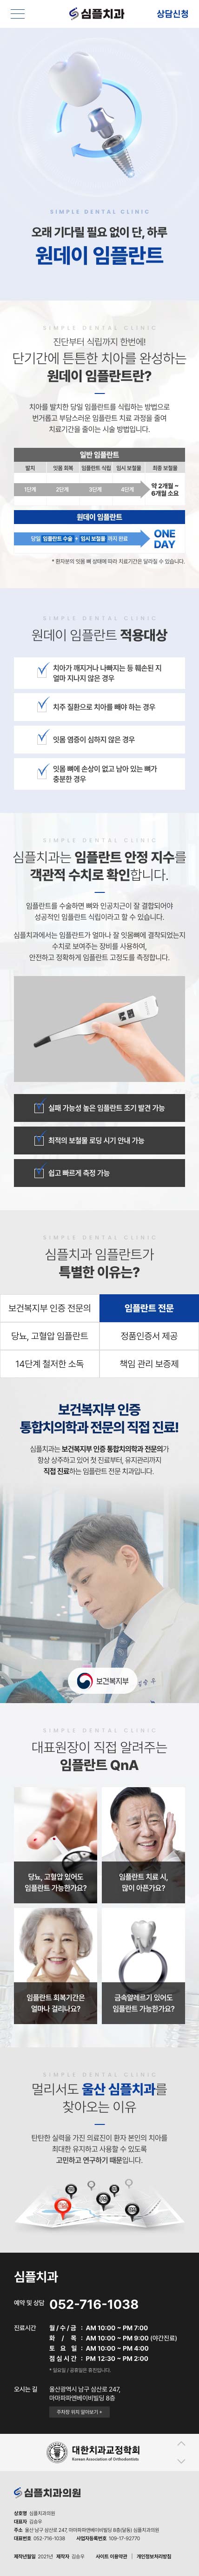 심플치과
상담신청
SIMPLE DENTAL CLINIC
오래 기다릴 필요 없이 단, 하루
원데이 임플란트
SIMPLE DENTAL CLINIC
진단부터 식립까지 한번에!
단기간에 튼튼한 치아를 완성하는
원데이 임플란트란?
치아를 발치한 당일 임플란트를 식립하는 방법으로
번거롭고 부담스러운 임플란트 치료 과정을 줄여
치료기간을 줄이는 시술 방법입니다.
일반 임플란트
발치 잇몸 회복 임플란트 식립 임시 보철물 최종 보철물
1단계 2단계 3단계 4단계 약 2개월 ~
6개월 소요
원데이 임플란트
당일 임플란트 수술 + 임시 보철물 까지 완료 ONE
DAY
* 환자분의 잇몸 뼈 상태에 따라 치료기간은 달라질 수 있습니다.
SIMPLE DENTAL CLINIC
원데이 임플란트 적용대상
치아가 깨지거나 나빠지는 등 훼손된 지
얼마 지나지 않은 경우
치주 질환으로 치아를 빼야 하는 경우
잇몸 염증이 심하지 않은 경우
잇몸 뼈에 손상이 없고 남아 있는 뼈가
충분한 경우
SIMPLE DENTAL CLINIC
심플치과는 임플란트 안정 지수를
객관적 수치로 확인합니다.
임플란트를 수술하면 뼈와 인공치근이 잘 결합되어야
성공적인 임플란트 식립이라고 할 수 있습니다.
심플치과에서는 임플란트가 얼마나 잘 잇몸뼈에 결착되었는지
수치로 보여주는 장비를 사용하여,
안전하고 정확하게 임플란트 고정도를 측정합니다.
실패 가능성 높은 임플란트 조기 발견 가능
최적의 보철물 로딩 시기 안내 가능
쉽고 빠르게 측정 가능
SIMPLE DENTAL CLINIC
심플치과 임플란트가
특별한 이유는?
보건복지부 인증 전문의 임플란트 전문
당뇨, 고혈압 임플란트 정품인증서 제공
14단계 철저한 소독 책임 관리 보증제
보건복지부 인증
통합치의학과 전문의 직접 진료!
심플치과는 보건복지부 인증 통합치의학과 전문의가
항상 상주하고 있어 첫 진료부터, 유지관리까지
직접 진료하는 임플란트 전문 치과입니다.
보건복지부
SIMPLE DENTAL CLINIC
대표원장이 직접 알려주는
임플란트 QnA
당뇨, 고혈압 있어도
임플란트 가능한가요?
임플란트 치료 시,
많이 아픈가요?
임플란트 회복기간은
얼마나 걸리나요?
금속알레르기 있어도
임플란트 가능한가요?
SIMPLE DENTAL CLINIC
멀리서도 울산 심플치과를
찾아오는 이유
탄탄한 실력을 가진 의료진이 환자 본인의 치아를
최대한 유지하고 사용할 수 있도록
고민하고 연구하기 때문입니다.
심플치과
예약 및 상담 052-716-1038
진료시간 월 / 수 / 금 : AM 10:00 ~ PM 7:00
화 / 목 : AM 10:00 ~ PM 9:00 (야간진료)
토 요 일 : AM 10:00 ~ PM 4:00
점 심 시 간 : PM 12:30 ~ PM 2:00
* 일요일 / 공휴일은 휴진입니다.
오시는 길 울산광역시 남구 삼산로 247,
마마파파앤베이비빌딩 8층
주차장 위치 알아보기 +
대한치과교정학회
Korean Association of Orthodontists
심플치과의원
상호명 심플치과의원
대표자 김승우
주소 울산 남구 삼산로 247, 마마파파앤베이비빌딩 8층(달동) 심플치과의원
대표번호 052-716-1038 사업자등록번호 109-17-92770
제작년월일 2021년 제작자 김승우 사이트 이용약관 | 개인정보처리방침